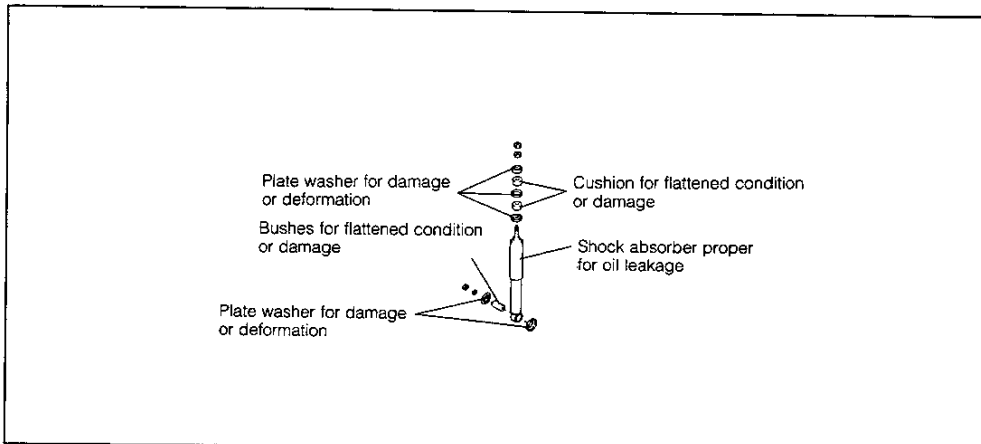 Plate washer for damage
or deformation
Cushion for flattened condition
or damage
Bushes for flattened condition
or damage
Shock absorber proper
for oil leakage
Plate washer for damage
or deformation